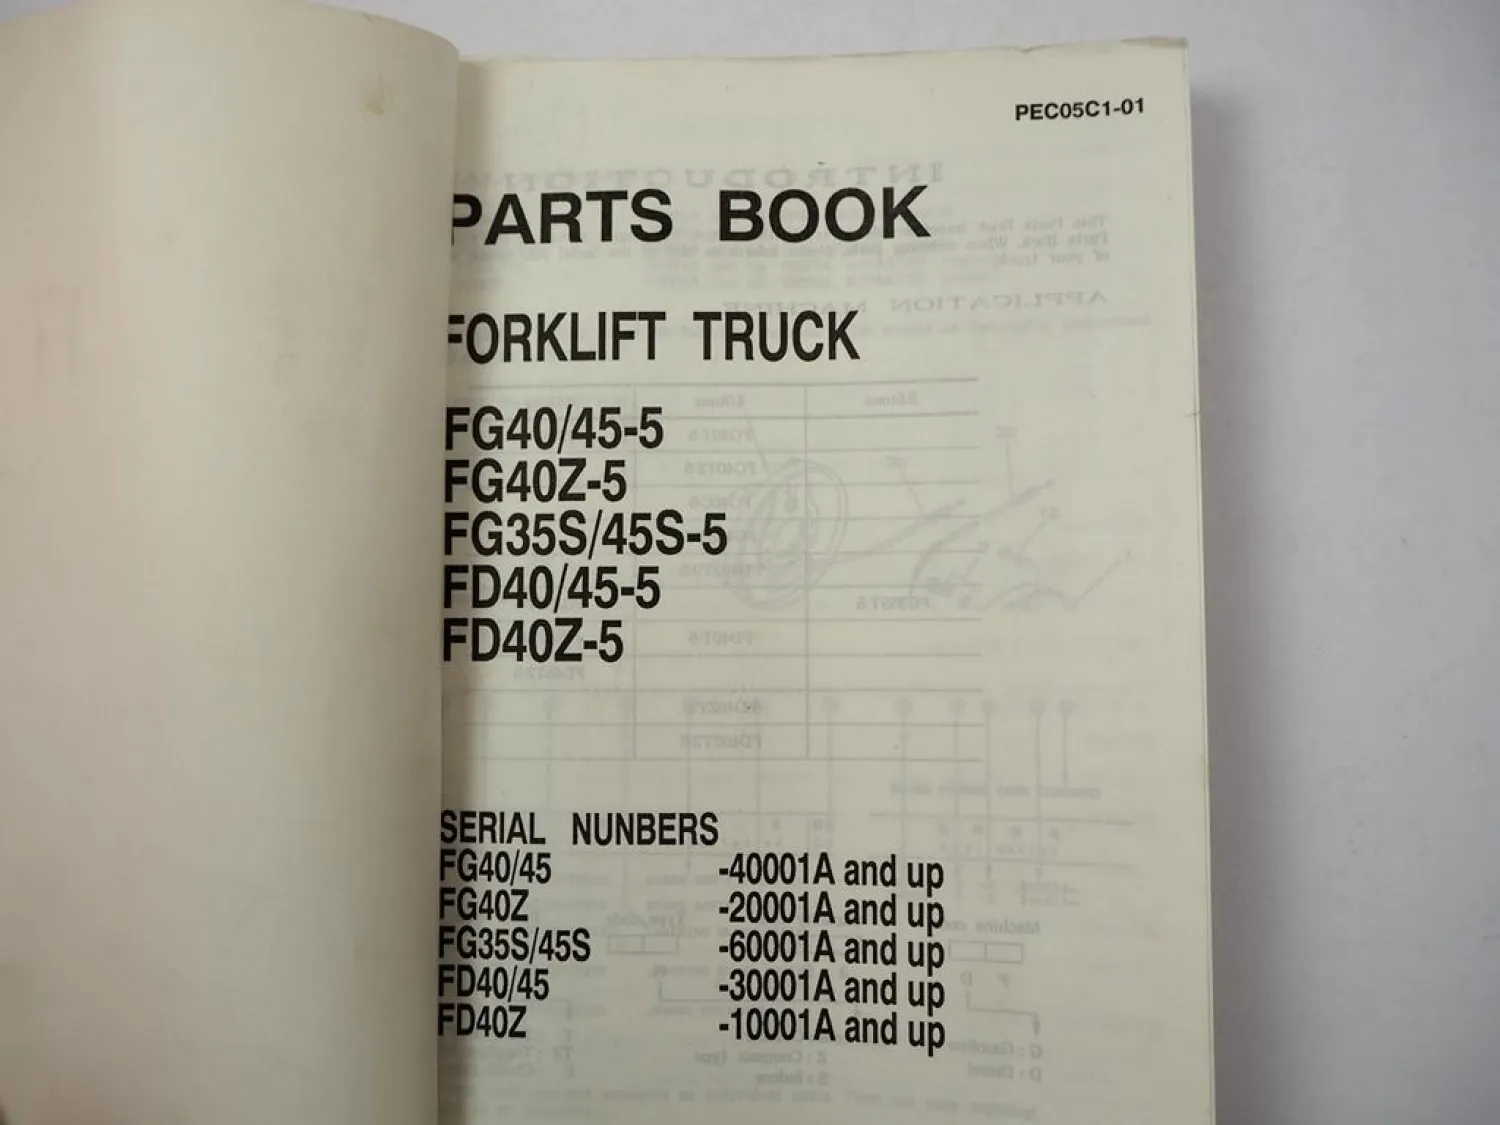 PEC05C1-01
PARTS BOOK
FORKLIFT TRUCK
FG40/45-5
FG40Z-5
FG35S/45S-5
FD40/45-5
FD40Z-5
SERIAL NUNBERS
FG40/45 -40001A and up
FG40Z -20001A and up
FG35S/45S -60001A and up
FD40/45 -30001A and up
FD40Z -10001A and up